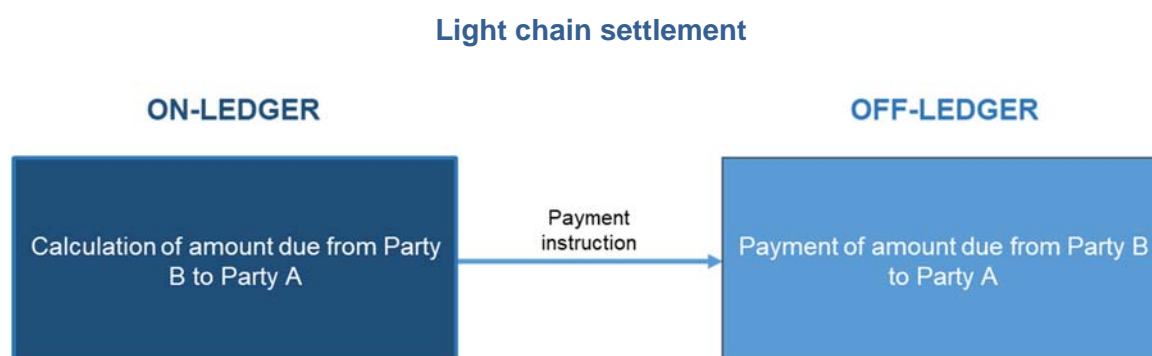 Light chain settlement
ON-LEDGER
OFF-LEDGER
Calculation of amount due from Party
B to Party A
Payment
instruction
Payment of amount due from Party B
to Party A